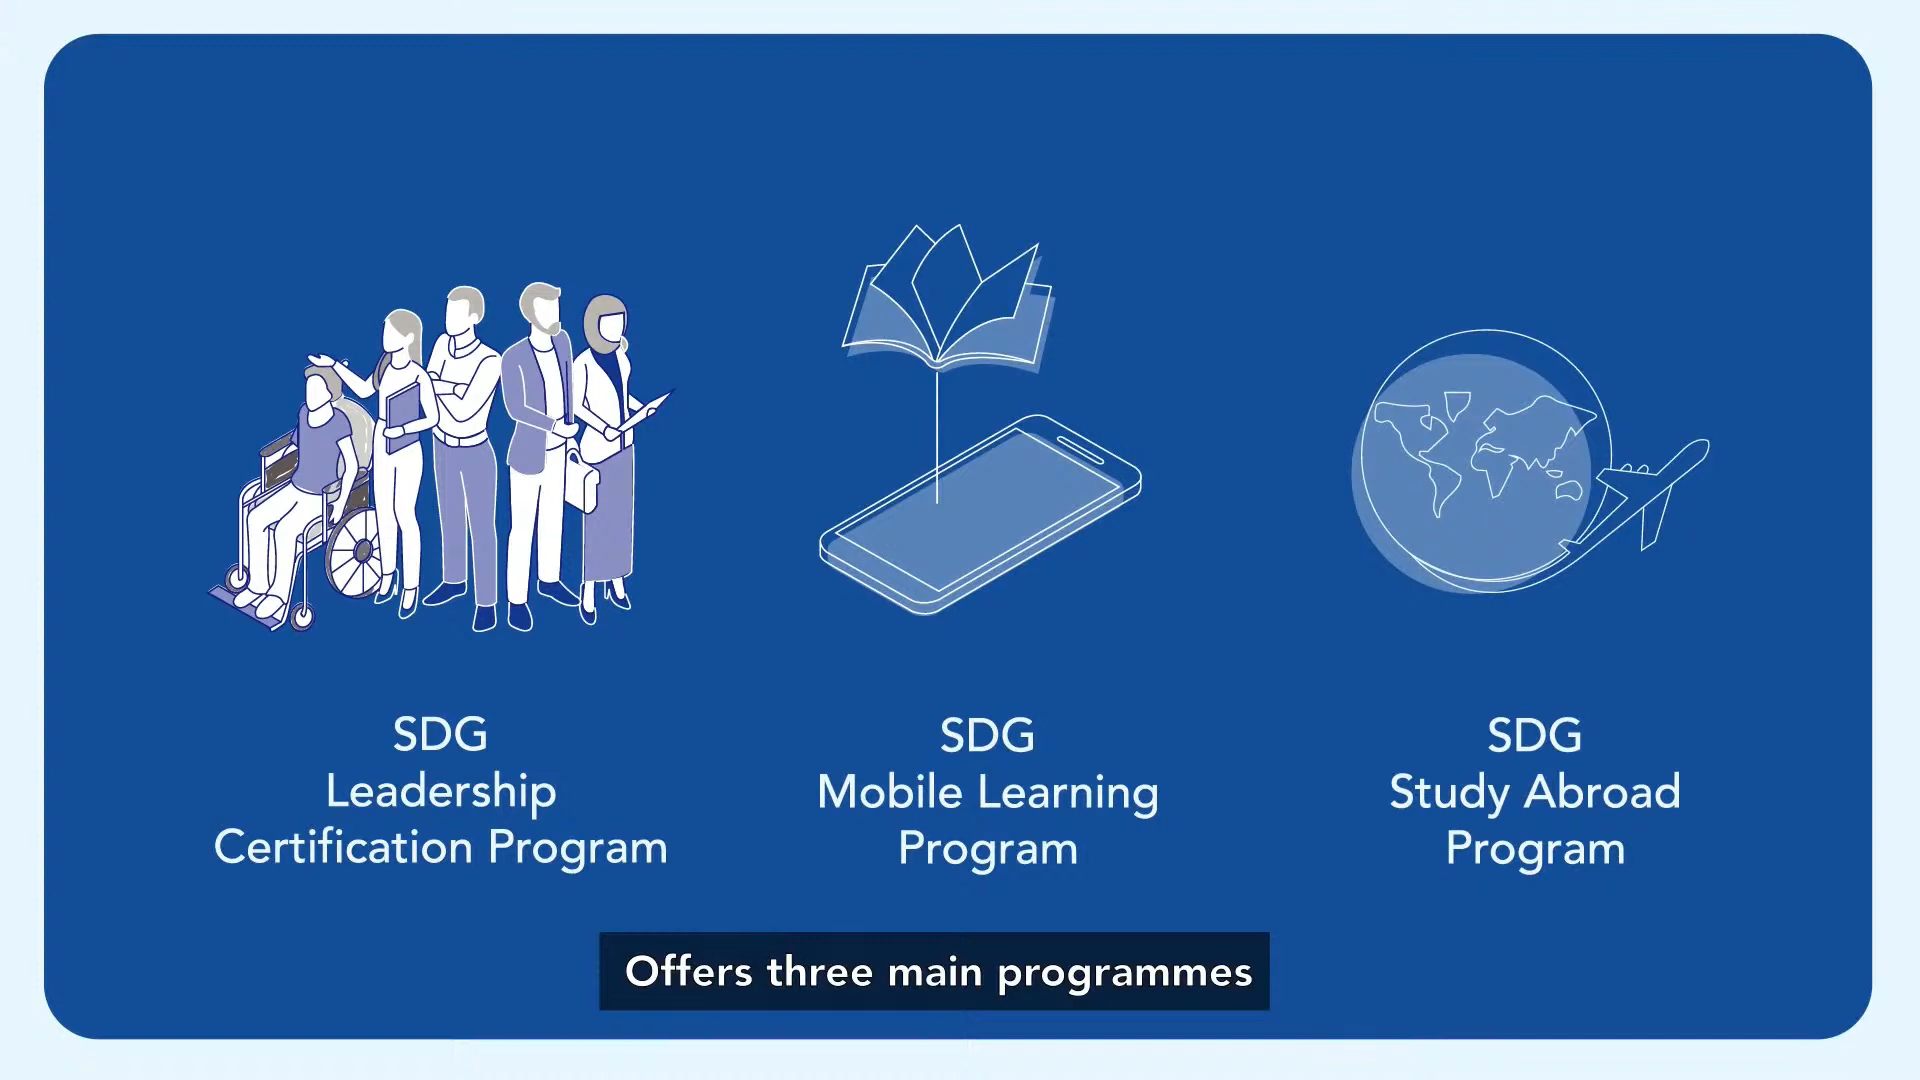 SDG
Leadership
Certification Program
SDG
Mobile Learning
Program
SDG
Study Abroad
Program
Offers three main programmes